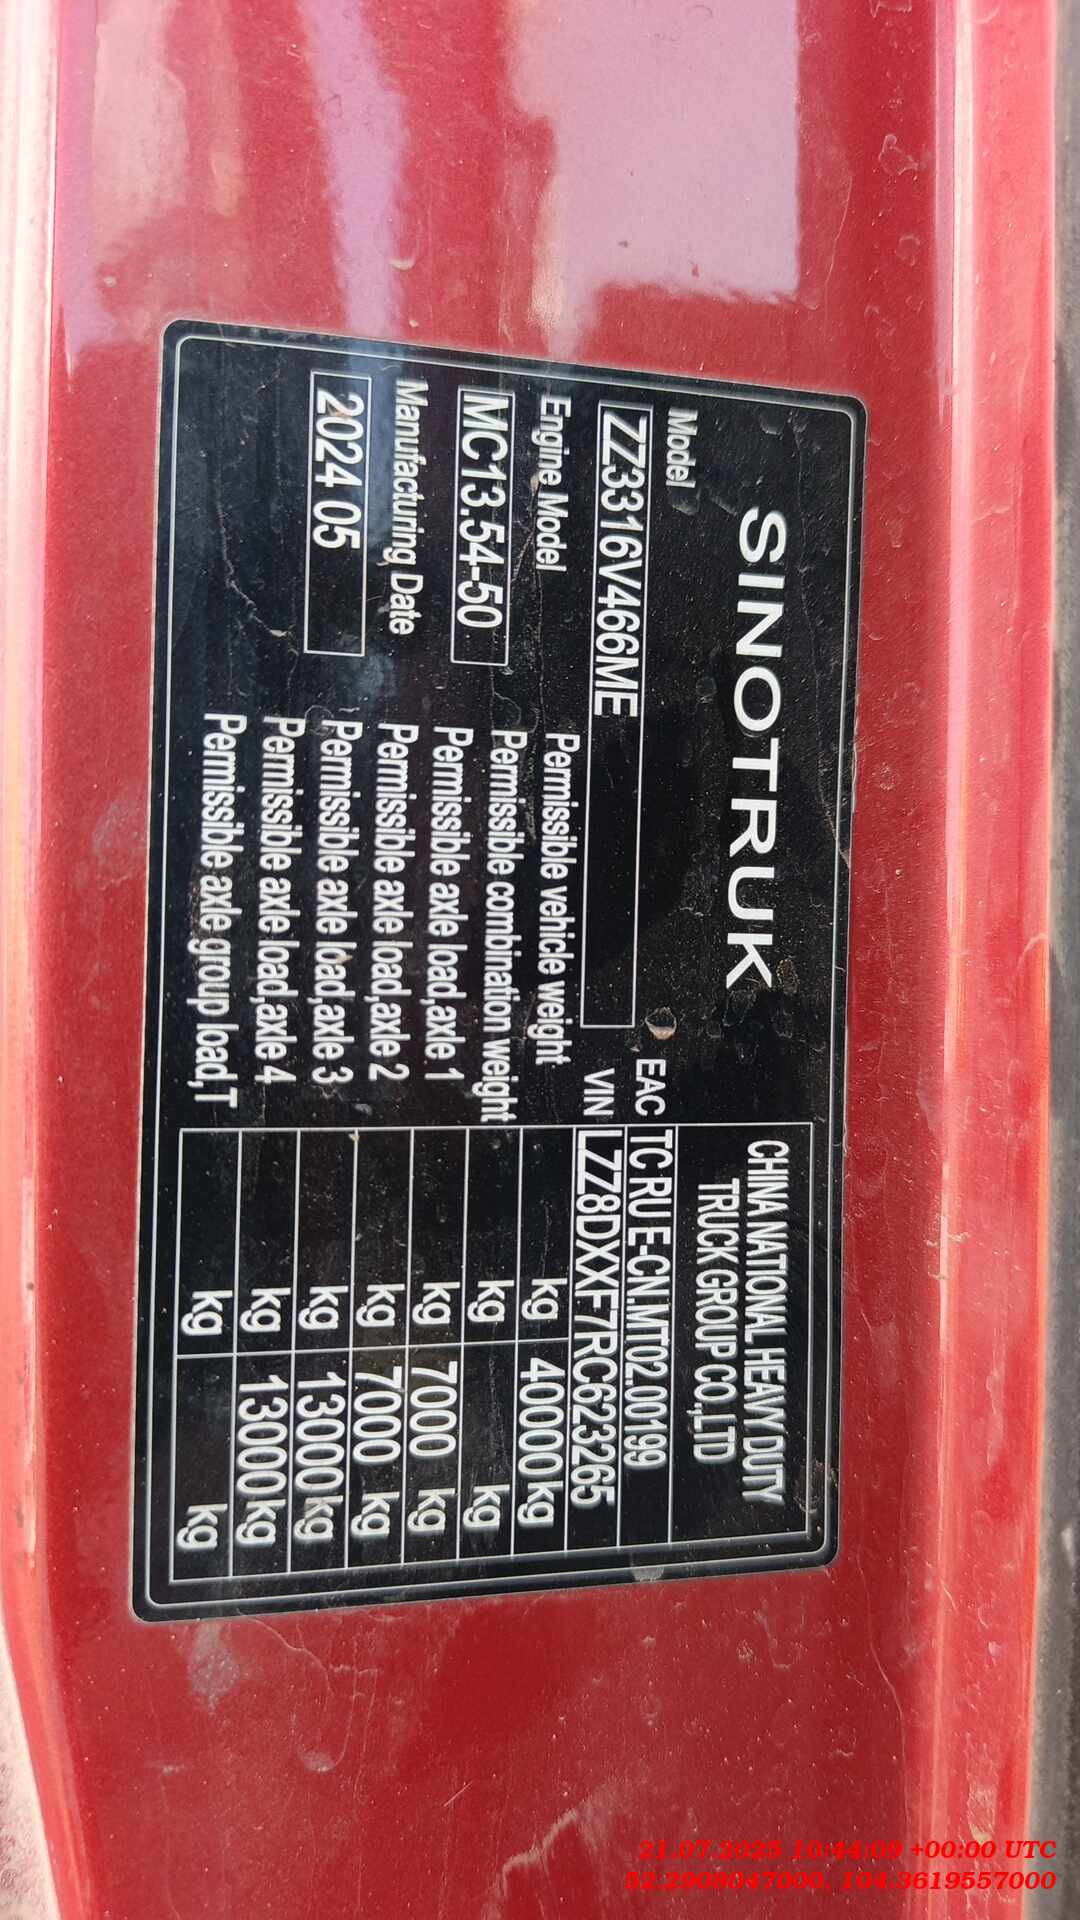 SINOTRUK
CHINA NATIONAL HEAVY DUTY
TRUCK GROUP CO.,LTD
Model
EAC TC RU E-CN.MT02.00199
ZZ3316V466ME
VIN LZZ8DXXF7RC623265
Engine Model
MC13.54-50
Manufacturing Date
2024 05
Permissible vehicle weight kg 40000kg
Permissible combination weight kg kg
Permissible axle load,axle 1 kg 7000 kg
Permissible axle load,axle 2 kg 7000 kg
Permissible axle load,axle 3 kg 13000kg
Permissible axle load,axle 4 kg 13000kg
Permissible axle group load,T kg kg
21.07.2025 10:44:09 +00:00 UTC
52.2908047000, 104.3619557000